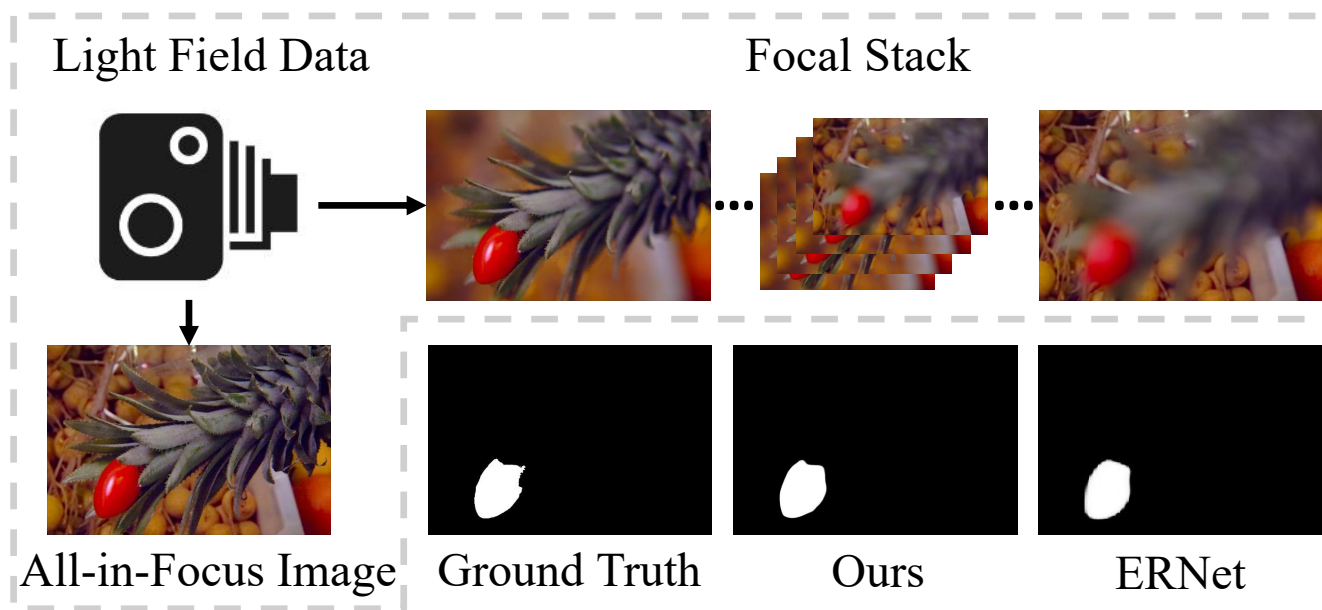 Light Field Data
Focal Stack
All-in-Focus Image
Ground Truth
Ours
ERNet